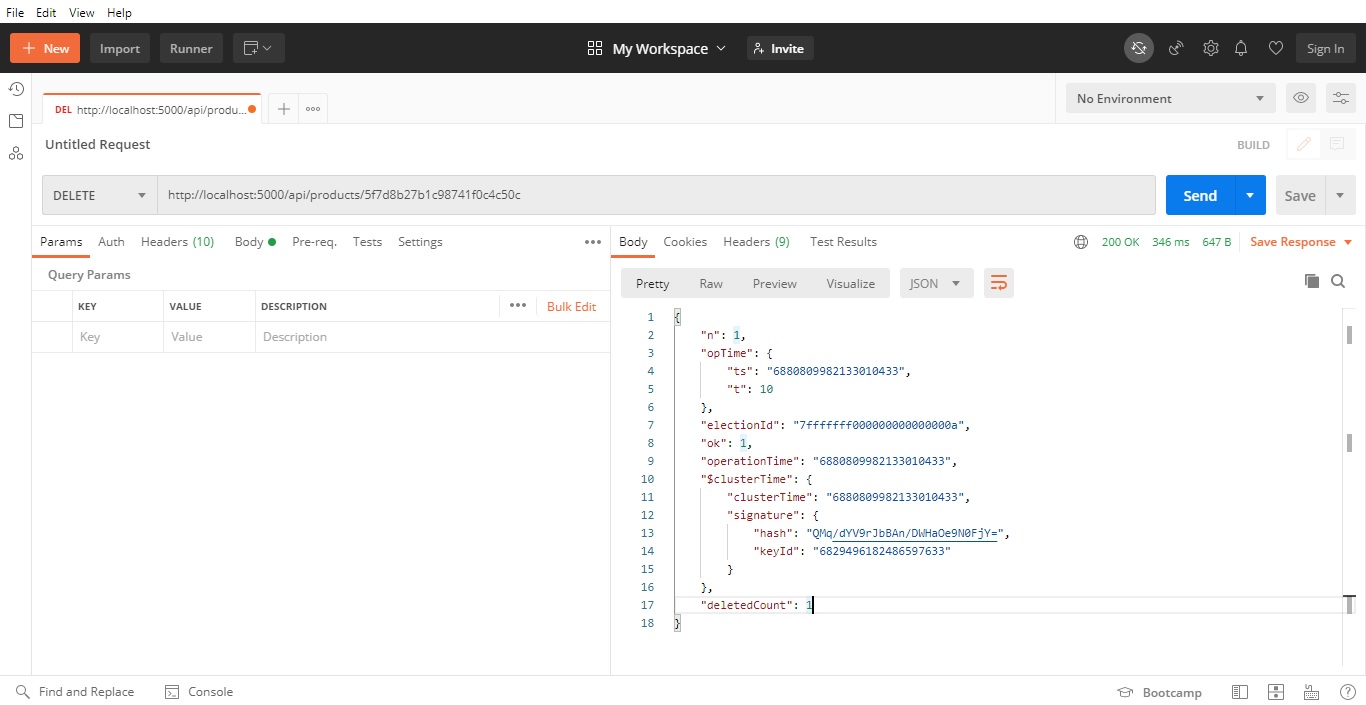 File Edit View Help
New Import Runner My Workspace Invite Sign In
DEL http://localhost:5000/api/produ... No Environment
Untitled Request BUILD
DELETE http://localhost:5000/api/products/5f7d8b27b1c98741f0c4c50c Send Save
Params Auth Headers (10) Body Pre-req. Tests Settings
Body Cookies Headers (9) Test Results 200 OK 346 ms 647 B Save Response
Query Params
KEY VALUE DESCRIPTION Bulk Edit
Key Value Description
Pretty Raw Preview Visualize JSON
1 {
2 "n": 1,
3 "opTime": {
4 "ts": "6880809982133010433",
5 "t": 10
6 },
7 "electionId": "7fffffff000000000000000a",
8 "ok": 1,
9 "operationTime": "6880809982133010433",
10 "$clusterTime": {
11 "clusterTime": "6880809982133010433",
12 "signature": {
13 "hash": "QMq/dYV9rJbBAn/DWHaOe9N0FjY=",
14 "keyId": "6829496182486597633"
15 }
16 },
17 "deletedCount": 1
18 }
Find and Replace Console Bootcamp